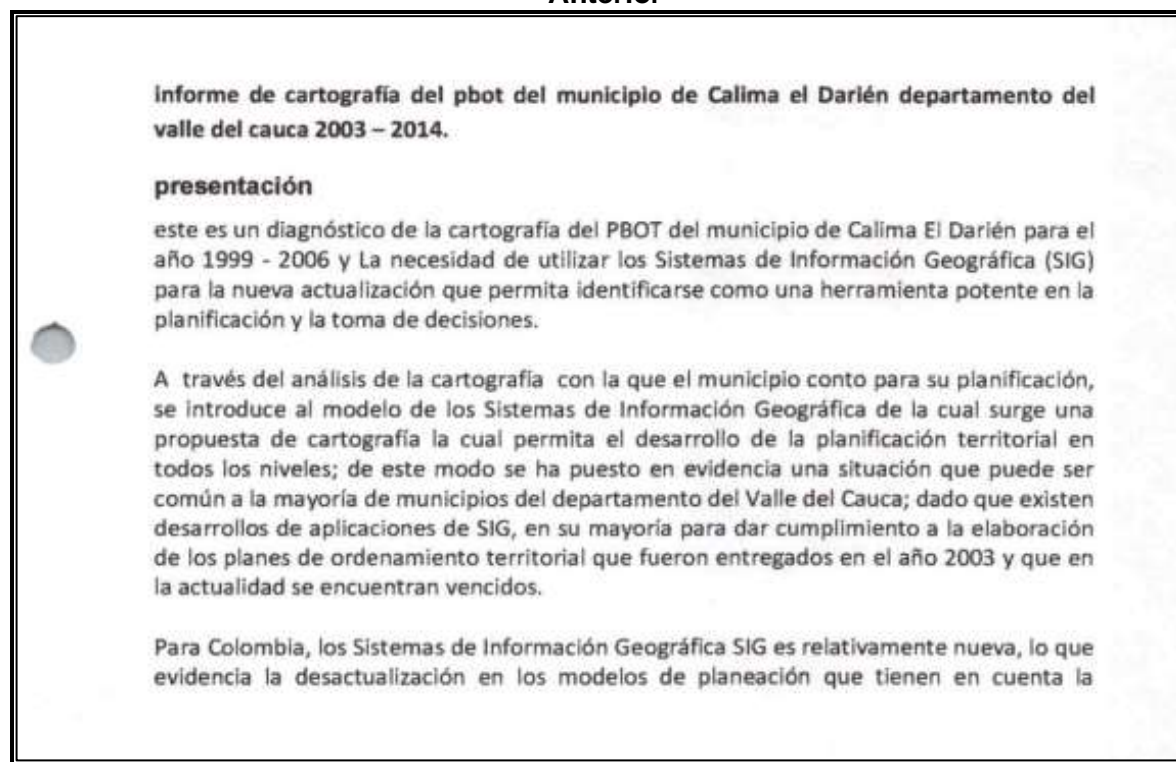 Anterior
informe de cartografía del pbot del municipio de Calima el Darién departamento del
valle del cauca 2003 – 2014.
presentación
este es un diagnóstico de la cartografía del PBOT del municipio de Calima El Darién para el
año 1999 - 2006 y La necesidad de utilizar los Sistemas de Información Geográfica (SIG)
para la nueva actualización que permita identificarse como una herramienta potente en la
planificación y la toma de decisiones.
A través del análisis de la cartografía con la que el municipio conto para su planificación,
se introduce al modelo de los Sistemas de Información Geográfica de la cual surge una
propuesta de cartografía la cual permita el desarrollo de la planificación territorial en
todos los niveles; de este modo se ha puesto en evidencia una situación que puede ser
común a la mayoría de municipios del departamento del Valle del Cauca; dado que existen
desarrollos de aplicaciones de SIG, en su mayoría para dar cumplimiento a la elaboración
de los planes de ordenamiento territorial que fueron entregados en el año 2003 y que en
la actualidad se encuentran vencidos.
Para Colombia, los Sistemas de Información Geográfica SIG es relativamente nueva, lo que
evidencia la desactualización en los modelos de planeación que tienen en cuenta la